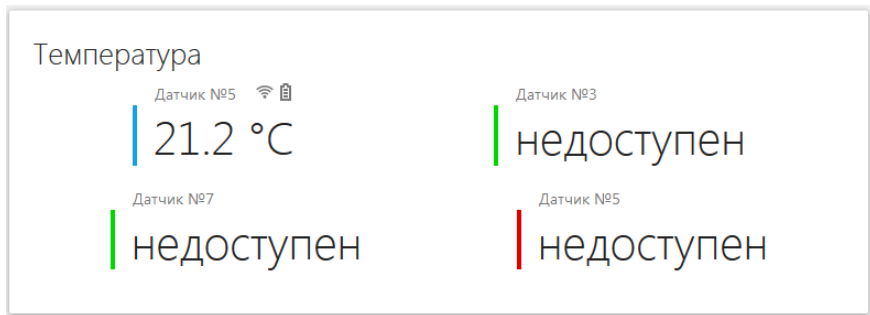 Температура
Датчик №5
Датчик №3
21.2 °C
недоступен
Датчик №7
Датчик №5
недоступен
недоступен